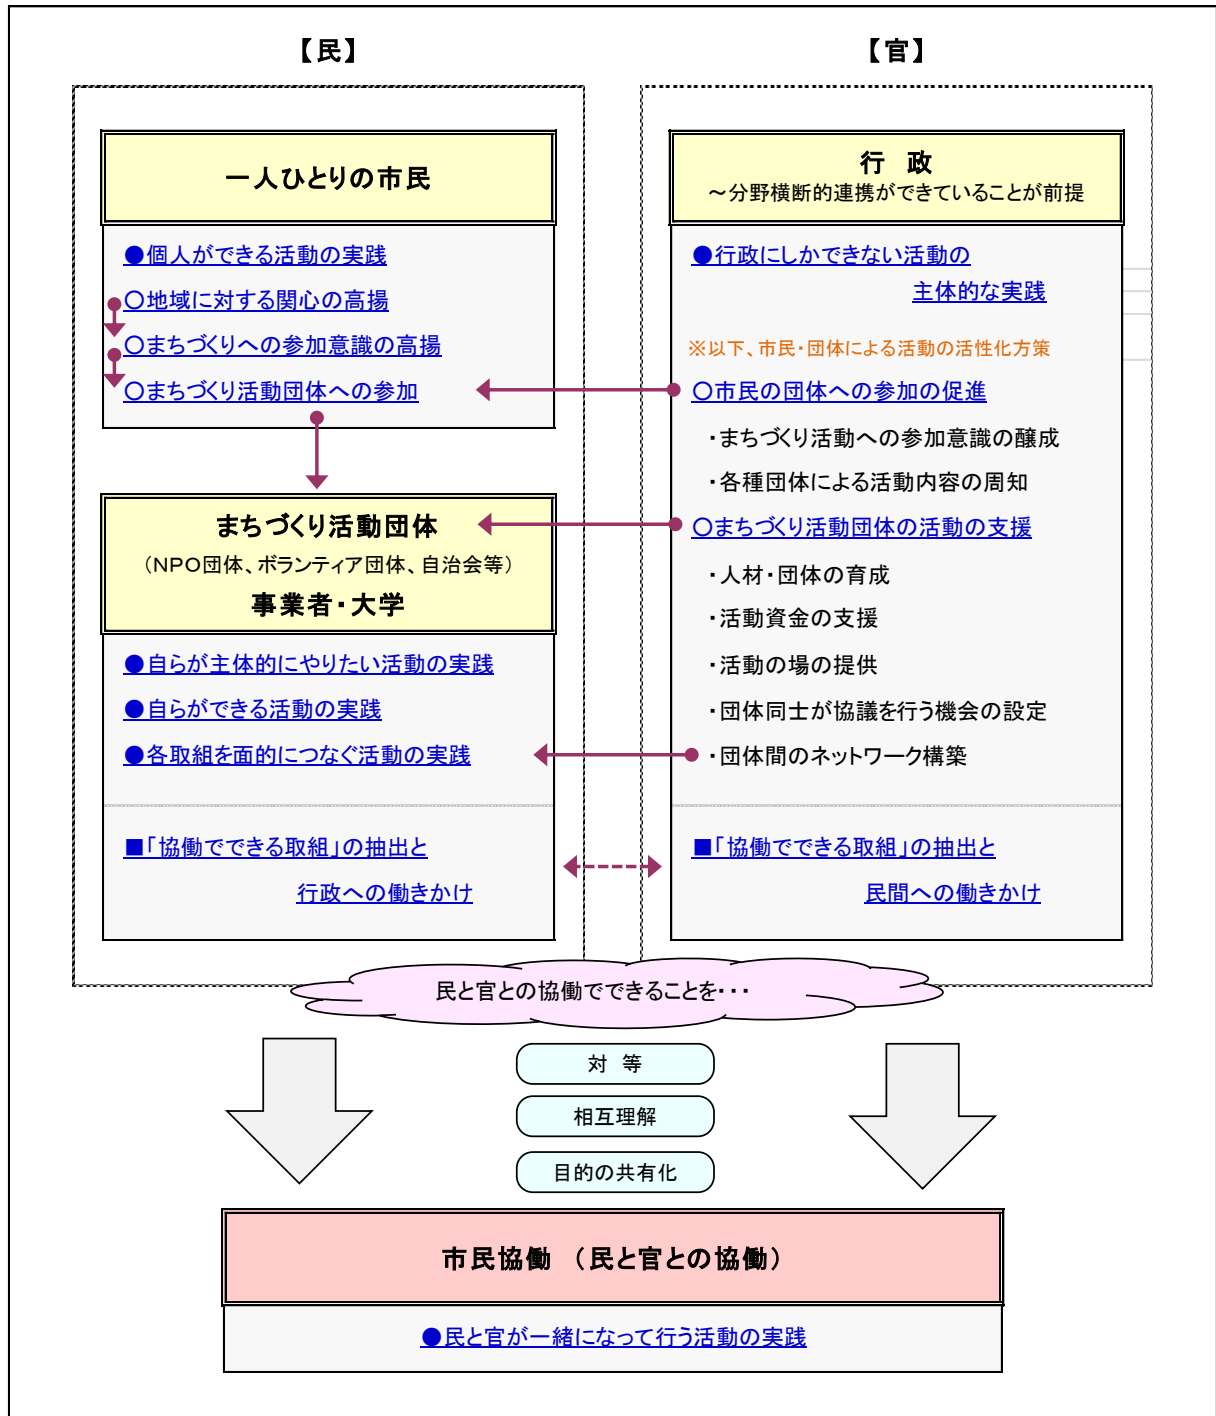 【民】
一人ひとりの市民
●個人ができる活動の実践
○地域に対する関心の高揚
○まちづくりへの参加意識の高揚
○まちづくり活動団体への参加
まちづくり活動団体
（NPO団体、ボランティア団体、自治会等）
事業者・大学
●自らが主体的にやりたい活動の実践
●自らができる活動の実践
●各取組を面的につなぐ活動の実践
■「協働でできる取組」の抽出と
行政への働きかけ
【官】
行 政
～分野横断的連携ができていることが前提
●行政にしかできない活動の
主体的な実践
※以下、市民・団体による活動の活性化方策
○市民の団体への参加の促進
・まちづくり活動への参加意識の醸成
・各種団体による活動内容の周知
○まちづくり活動団体の活動の支援
・人材・団体の育成
・活動資金の支援
・活動の場の提供
・団体同士が協議を行う機会の設定
・団体間のネットワーク構築
■「協働でできる取組」の抽出と
民間への働きかけ
民と官との協働でできることを・・・
対 等
相互理解
目的の共有化
市民協働 （民と官との協働）
●民と官が一緒になって行う活動の実践